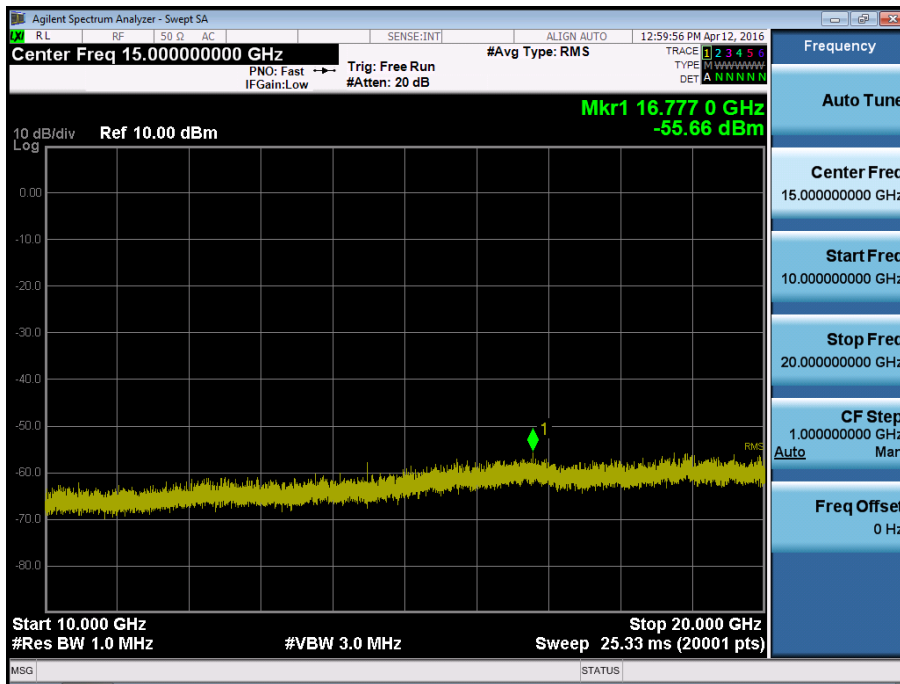 Agilent Spectrum Analyzer - Swept SA
LXI RL RF 50 Ω AC SENSE:INT ALIGN AUTO 12:59:56 PM Apr 12, 2016
Center Freq 15.000000000 GHz
PNO: Fast
IFGain:Low
Trig: Free Run
#Atten: 20 dB
#Avg Type: RMS
TRACE 1 2 3 4 5 6
TYPE M WWWWW
DET A N N N N N
Mkr1 16.777 0 GHz
-55.66 dBm
10 dB/div Ref 10.00 dBm
Log
0.00
-10.0
-20.0
-30.0
-40.0
-50.0
-60.0
-70.0
-80.0
1
RMS
Start 10.000 GHz Stop 20.000 GHz
#Res BW 1.0 MHz #VBW 3.0 MHz Sweep 25.33 ms (20001 pts)
MSG STATUS
Frequency
Auto Tune
Center Freq
15.000000000 GHz
Start Freq
10.000000000 GHz
Stop Freq
20.000000000 GHz
CF Step
1.000000000 GHz
Auto Man
Freq Offset
0 Hz